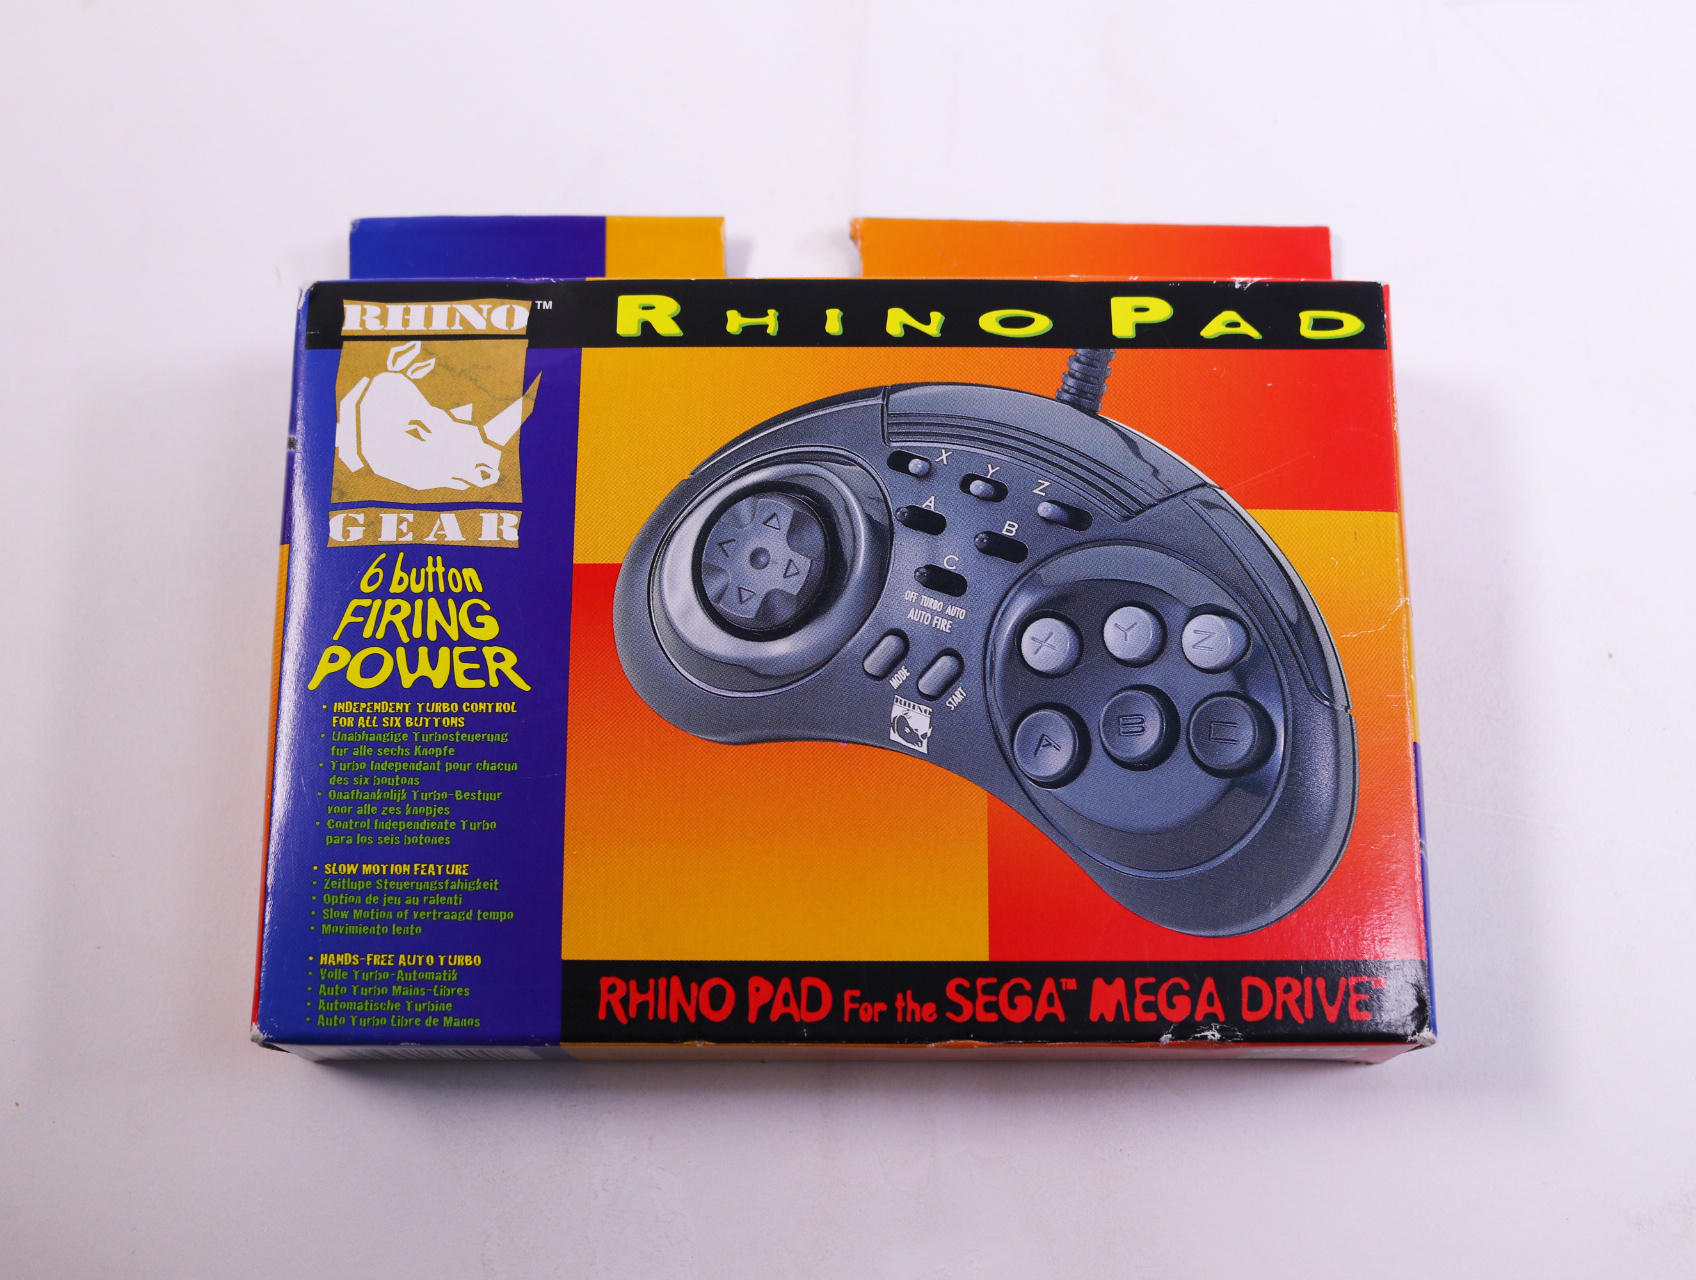 RHINO™
GEAR
RHINO PAD
6 button
FIRING
POWER
• INDEPENDENT TURBO CONTROL
FOR ALL SIX BUTTONS
• Unabhangige Turbosteuerung
fur alle sechs Knopfe
• Turbo Independant pour chacun
des six boutons
• Onafhankolijk Turbo-Bestuur
voor alle zes knopjes
• Control Independiente Turbo
para los seis botones
• SLOW MOTION FEATURE
• Zeitlupe Steuerungsfahigkeit
• Option de jeu au ralenti
• Slow Motion of vertraagd tempo
• Movimiento lento
• HANDS-FREE AUTO TURBO
• Volle Turbo-Automatik
• Auto Turbo Mains-Libres
• Automatische Turbine
• Auto Turbo Libre de Manos
X Y Z
A B
C
OFF TURBO AUTO
AUTO FIRE
MODE
START
RHINO
X Y Z
A B C
RHINO PAD For the SEGA™ MEGA DRIVE™